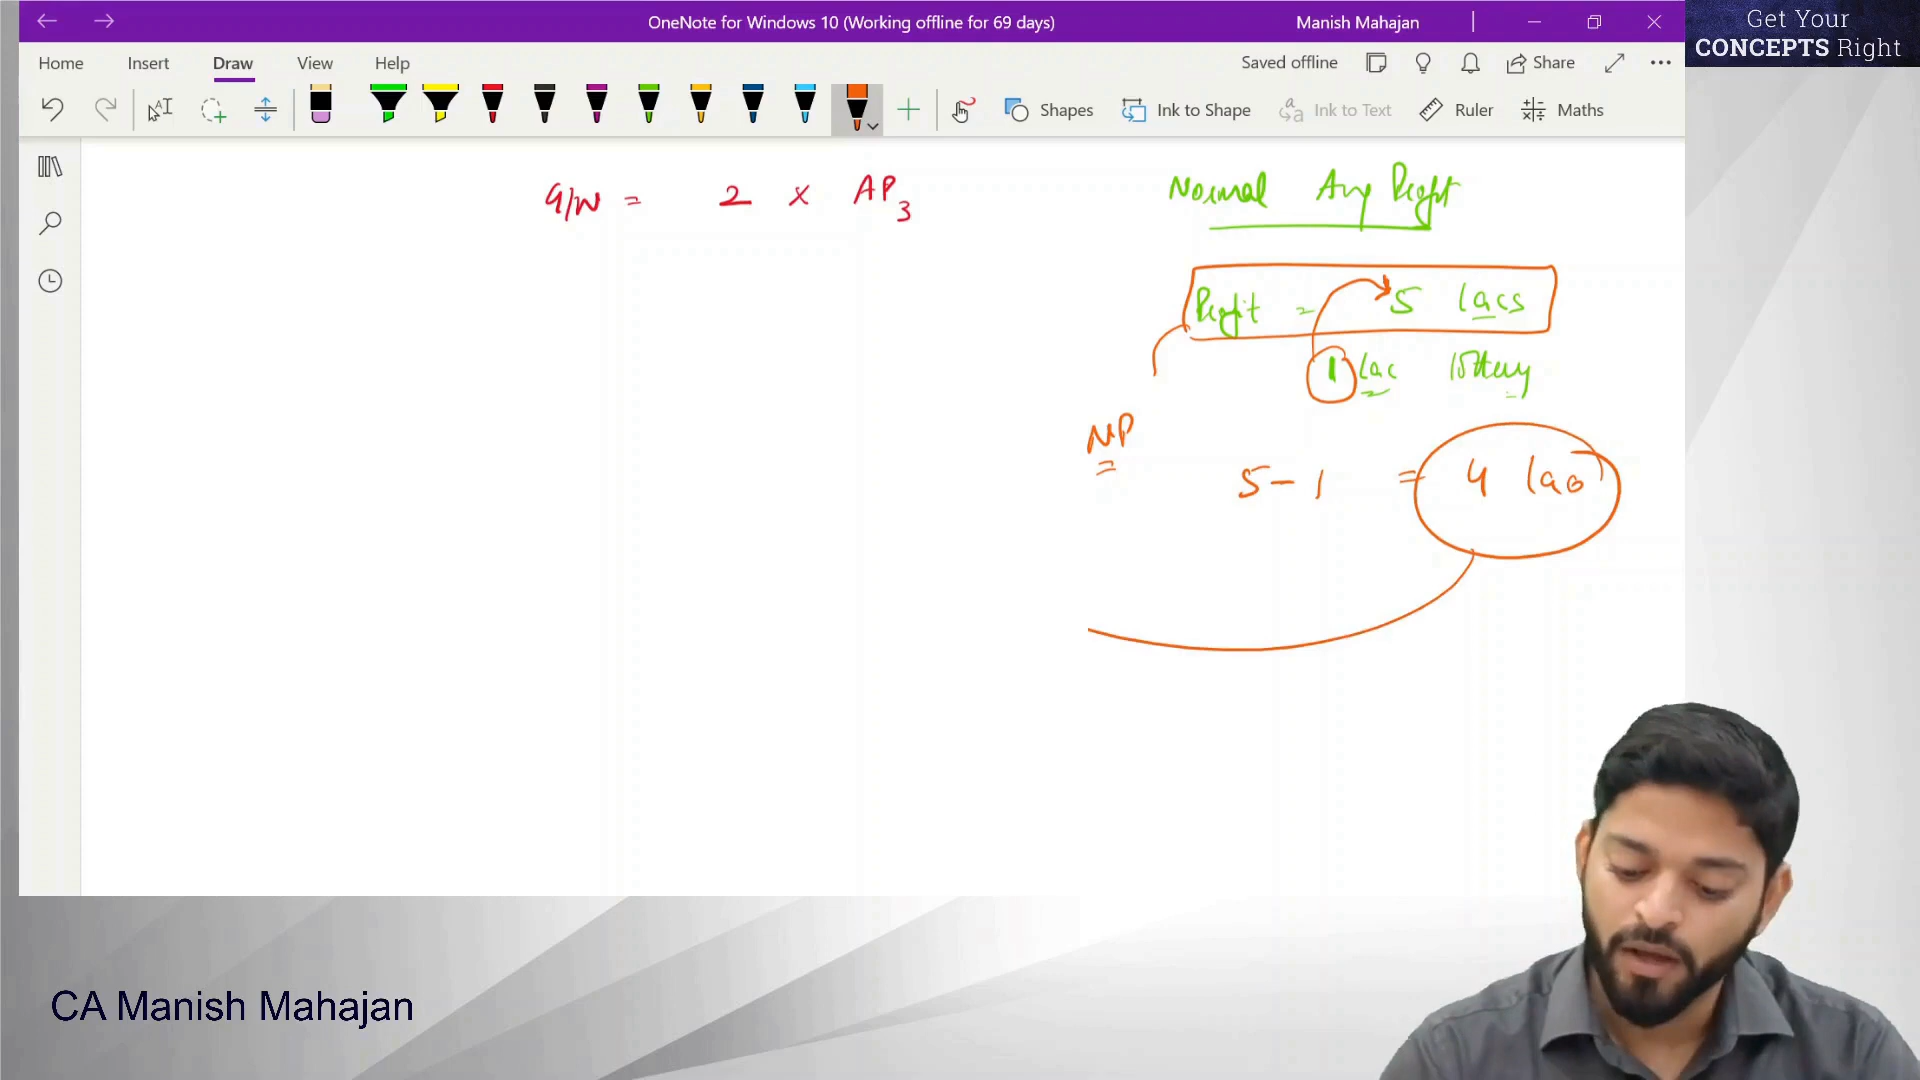 OneNote for Windows 10 (Working offline for 69 days)
Manish Mahajan
Get Your
CONCEPTS Right
Home Insert Draw View Help
Saved offline
Share
Shapes
Ink to Shape
Ink to Text
Ruler
Maths
G/W = 2 × AP3
Normal Avg Profit
Profit = 5 lacs
1 lac lottery
NP
5 - 1 = 4 lacs
CA Manish Mahajan